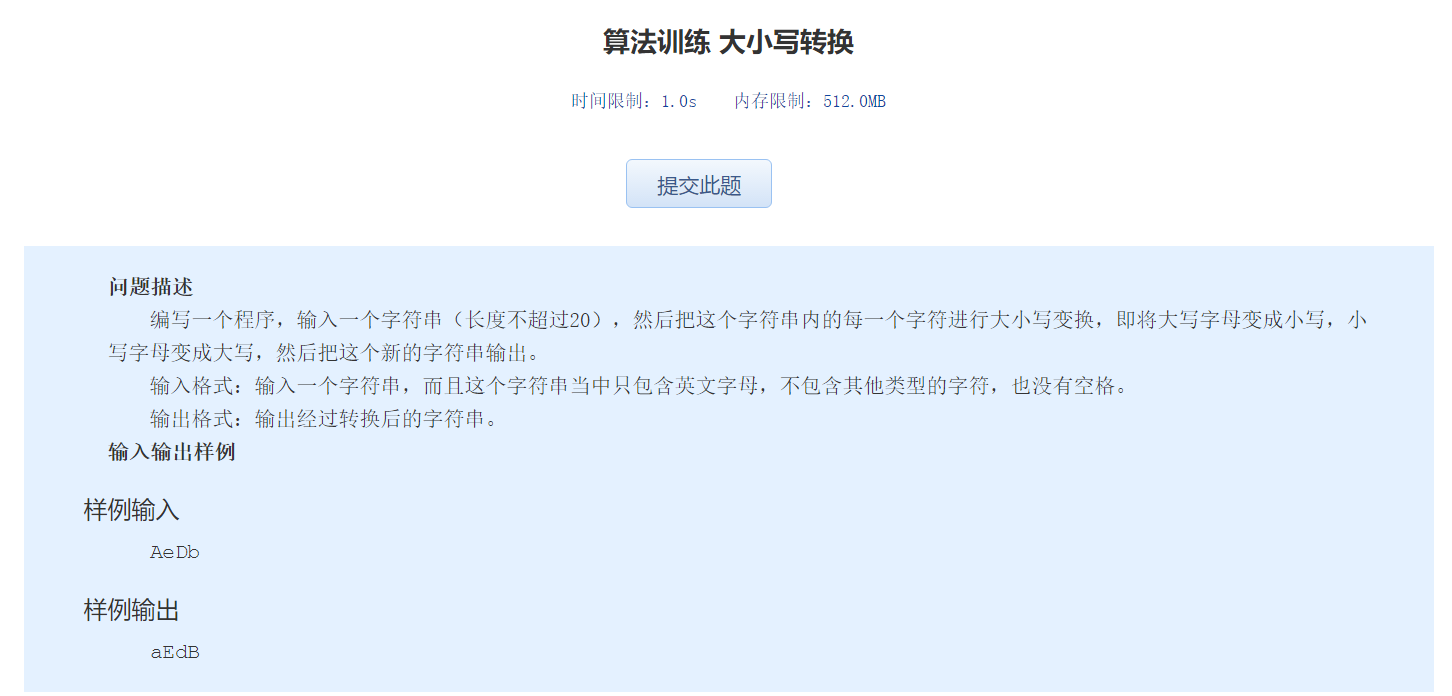 算法训练 大小写转换
时间限制：1.0s 内存限制：512.0MB
提交此题
问题描述
编写一个程序，输入一个字符串（长度不超过20），然后把这个字符串内的每一个字符进行大小写变换，即将大写字母变成小写，小
写字母变成大写，然后把这个新的字符串输出。
输入格式：输入一个字符串，而且这个字符串当中只包含英文字母，不包含其他类型的字符，也没有空格。
输出格式：输出经过转换后的字符串。
输入输出样例
样例输入
AeDb
样例输出
aEdB